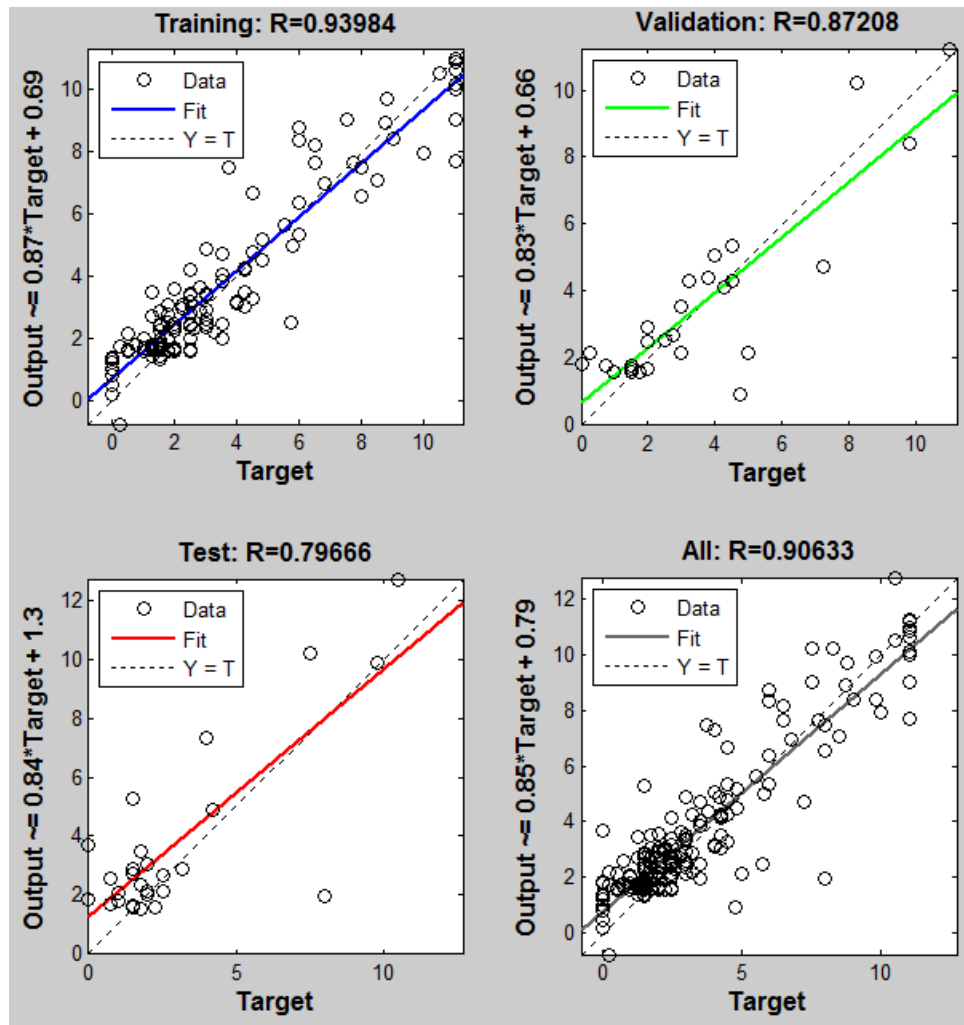 Training: R=0.93984
Output ~= 0.87*Target + 0.69
Data
Fit
Y = T
10
8
6
4
2
0
0 2 4 6 8 10
Target
Validation: R=0.87208
Output ~= 0.83*Target + 0.66
Data
Fit
Y = T
10
8
6
4
2
0
0 2 4 6 8 10
Target
Test: R=0.79666
Output ~= 0.84*Target + 1.3
Data
Fit
Y = T
12
10
8
6
4
2
0
0 5 10
Target
All: R=0.90633
Output ~= 0.85*Target + 0.79
Data
Fit
Y = T
12
10
8
6
4
2
0
0 5 10
Target